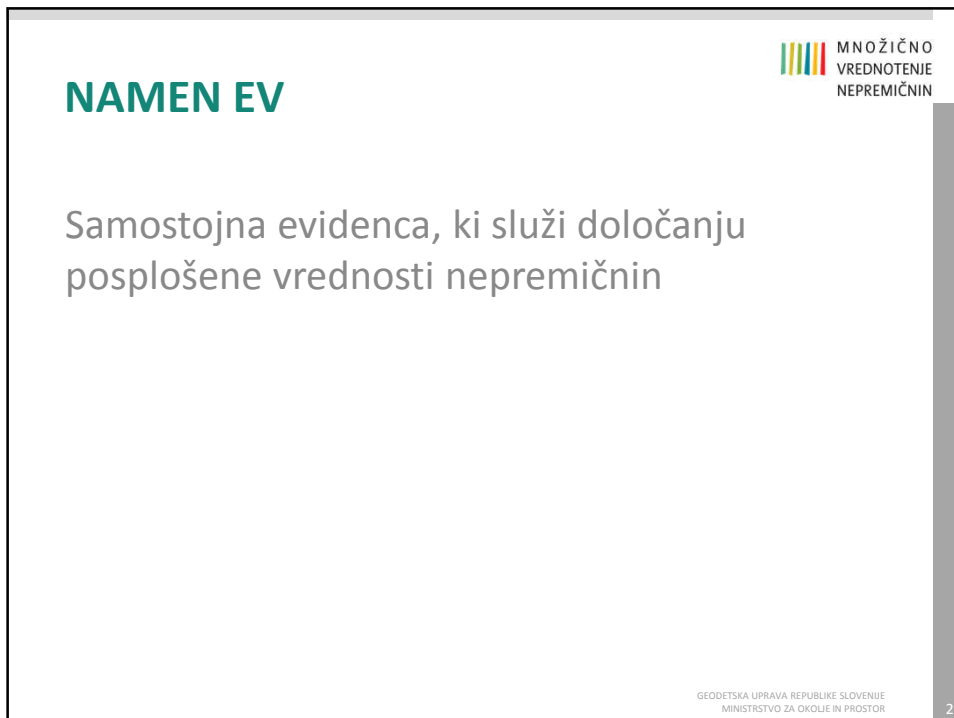 MNOŽIČNO
VREDNOTENJE
NEPREMIČNIN
NAMEN EV
Samostojna evidenca, ki služi določanju
posplošene vrednosti nepremičnin
GEODETSKA UPRAVA REPUBLIKE SLOVENIJE
MINISTRSTVO ZA OKOLJE IN PROSTOR
2